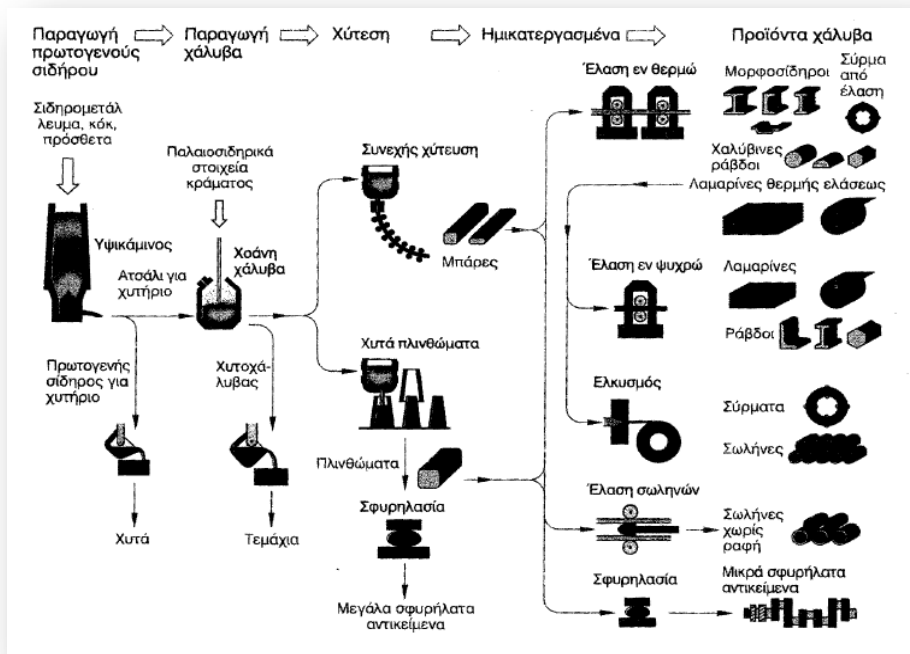 Παραγωγή
πρωτογενούς
σιδήρου
Παραγωγή
χάλυβα
Χύτεση
Ημικατεργασμένα
Προϊόντα χάλυβα
Σιδηρομετάλ
λευμα, κόκ,
πρόσθετα
Υψικάμινος
Ατσάλι για
χυτήριο
Πρωτογενής
σίδηρος για
χυτήριο
Χυτά
Παλαιοσιδηρικά
στοιχεία
κράματος
Χοάνη
χάλυβα
Χυτοχά-
λυβας
Τεμάχια
Συνεχής χύτευση
Μπάρες
Χυτά πλινθώματα
Πλινθώματα
Σφυρηλασία
Μεγάλα σφυρήλατα
αντικείμενα
Έλαση εν θερμώ
Έλαση εν ψυχρώ
Ελκυσμός
Έλαση σωληνών
Σφυρηλασία
Μορφοσίδηροι
Σύρμα
από
έλαση
Χαλύβινες
ράβδοι
Λαμαρίνες θερμής ελάσεως
Λαμαρίνες
Ράβδοι
Σύρματα
Σωλήνες
Σωλήνες
χωρίς
ραφή
Μικρά σφυρήλατα
αντικείμενα